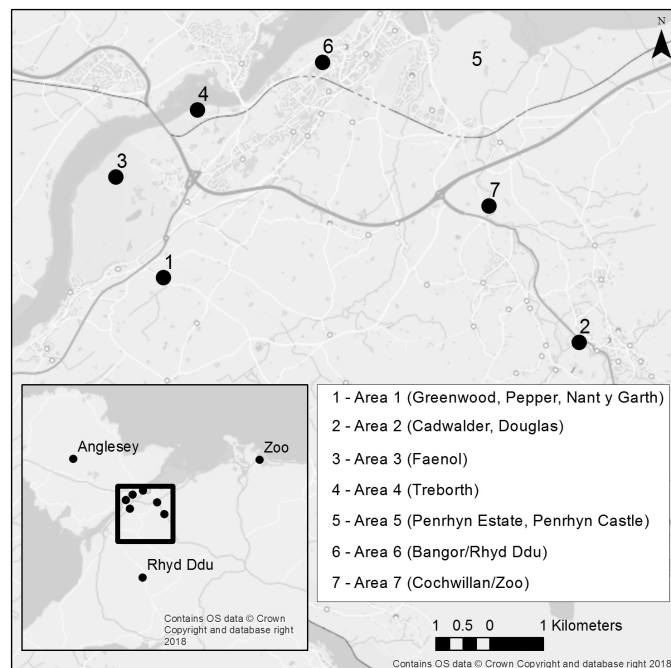 N
6
5
4
3
7
1
2
Anglesey
Zoo
Rhyd Ddu
Contains OS data © Crown
Copyright and database right
2018
1 - Area 1 (Greenwood, Pepper, Nant y Garth)
2 - Area 2 (Cadwalder, Douglas)
3 - Area 3 (Faenol)
4 - Area 4 (Treborth)
5 - Area 5 (Penrhyn Estate, Penrhyn Castle)
6 - Area 6 (Bangor/Rhyd Ddu)
7 - Area 7 (Cochwillan/Zoo)
1 0.5 0 1 Kilometers
Contains OS data © Crown Copyright and database right 2018